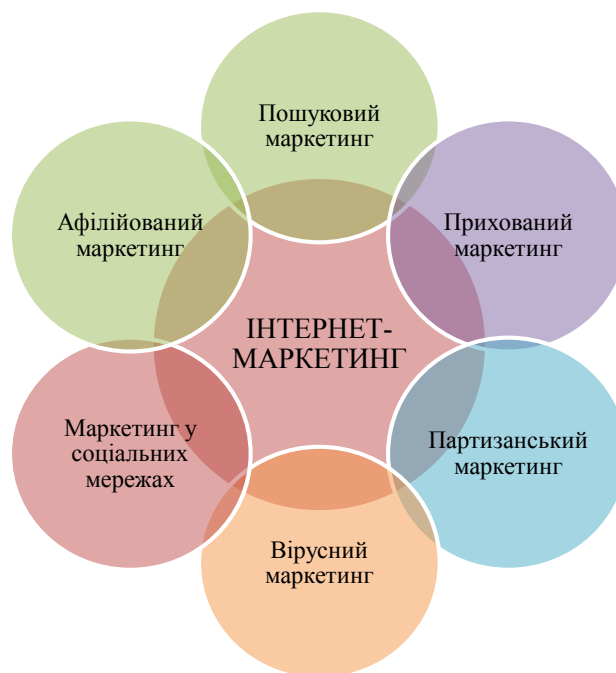 Пошуковий
маркетинг
Прихований
маркетинг
Партизанський
маркетинг
Вірусний
маркетинг
Маркетинг у
соціальних
мережах
Афілійований
маркетинг
ІНТЕРНЕТ-
МАРКЕТИНГ